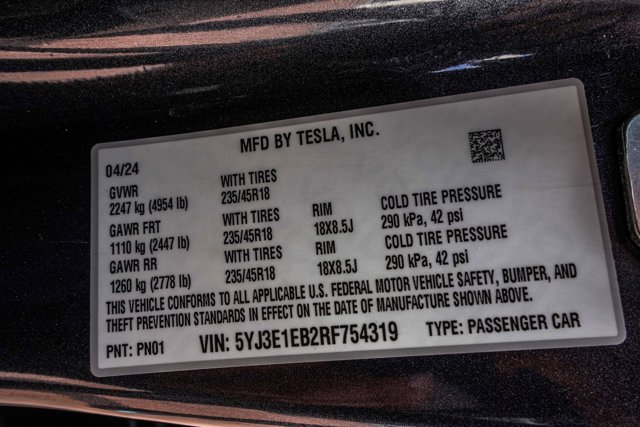 MFD BY TESLA, INC.
04/24
GVWR WITH TIRES
2247 kg (4954 lb) 235/45R18
GAWR FRT WITH TIRES RIM COLD TIRE PRESSURE
1110 kg (2447 lb) 235/45R18 18X8.5J 290 kPa, 42 psi
GAWR RR WITH TIRES RIM COLD TIRE PRESSURE
1260 kg (2778 lb) 235/45R18 18X8.5J 290 kPa, 42 psi
THIS VEHICLE CONFORMS TO ALL APPLICABLE U.S. FEDERAL MOTOR VEHICLE SAFETY, BUMPER, AND
THEFT PREVENTION STANDARDS IN EFFECT ON THE DATE OF MANUFACTURE SHOWN ABOVE.
PNT: PN01 VIN: 5YJ3E1EB2RF754319 TYPE: PASSENGER CAR